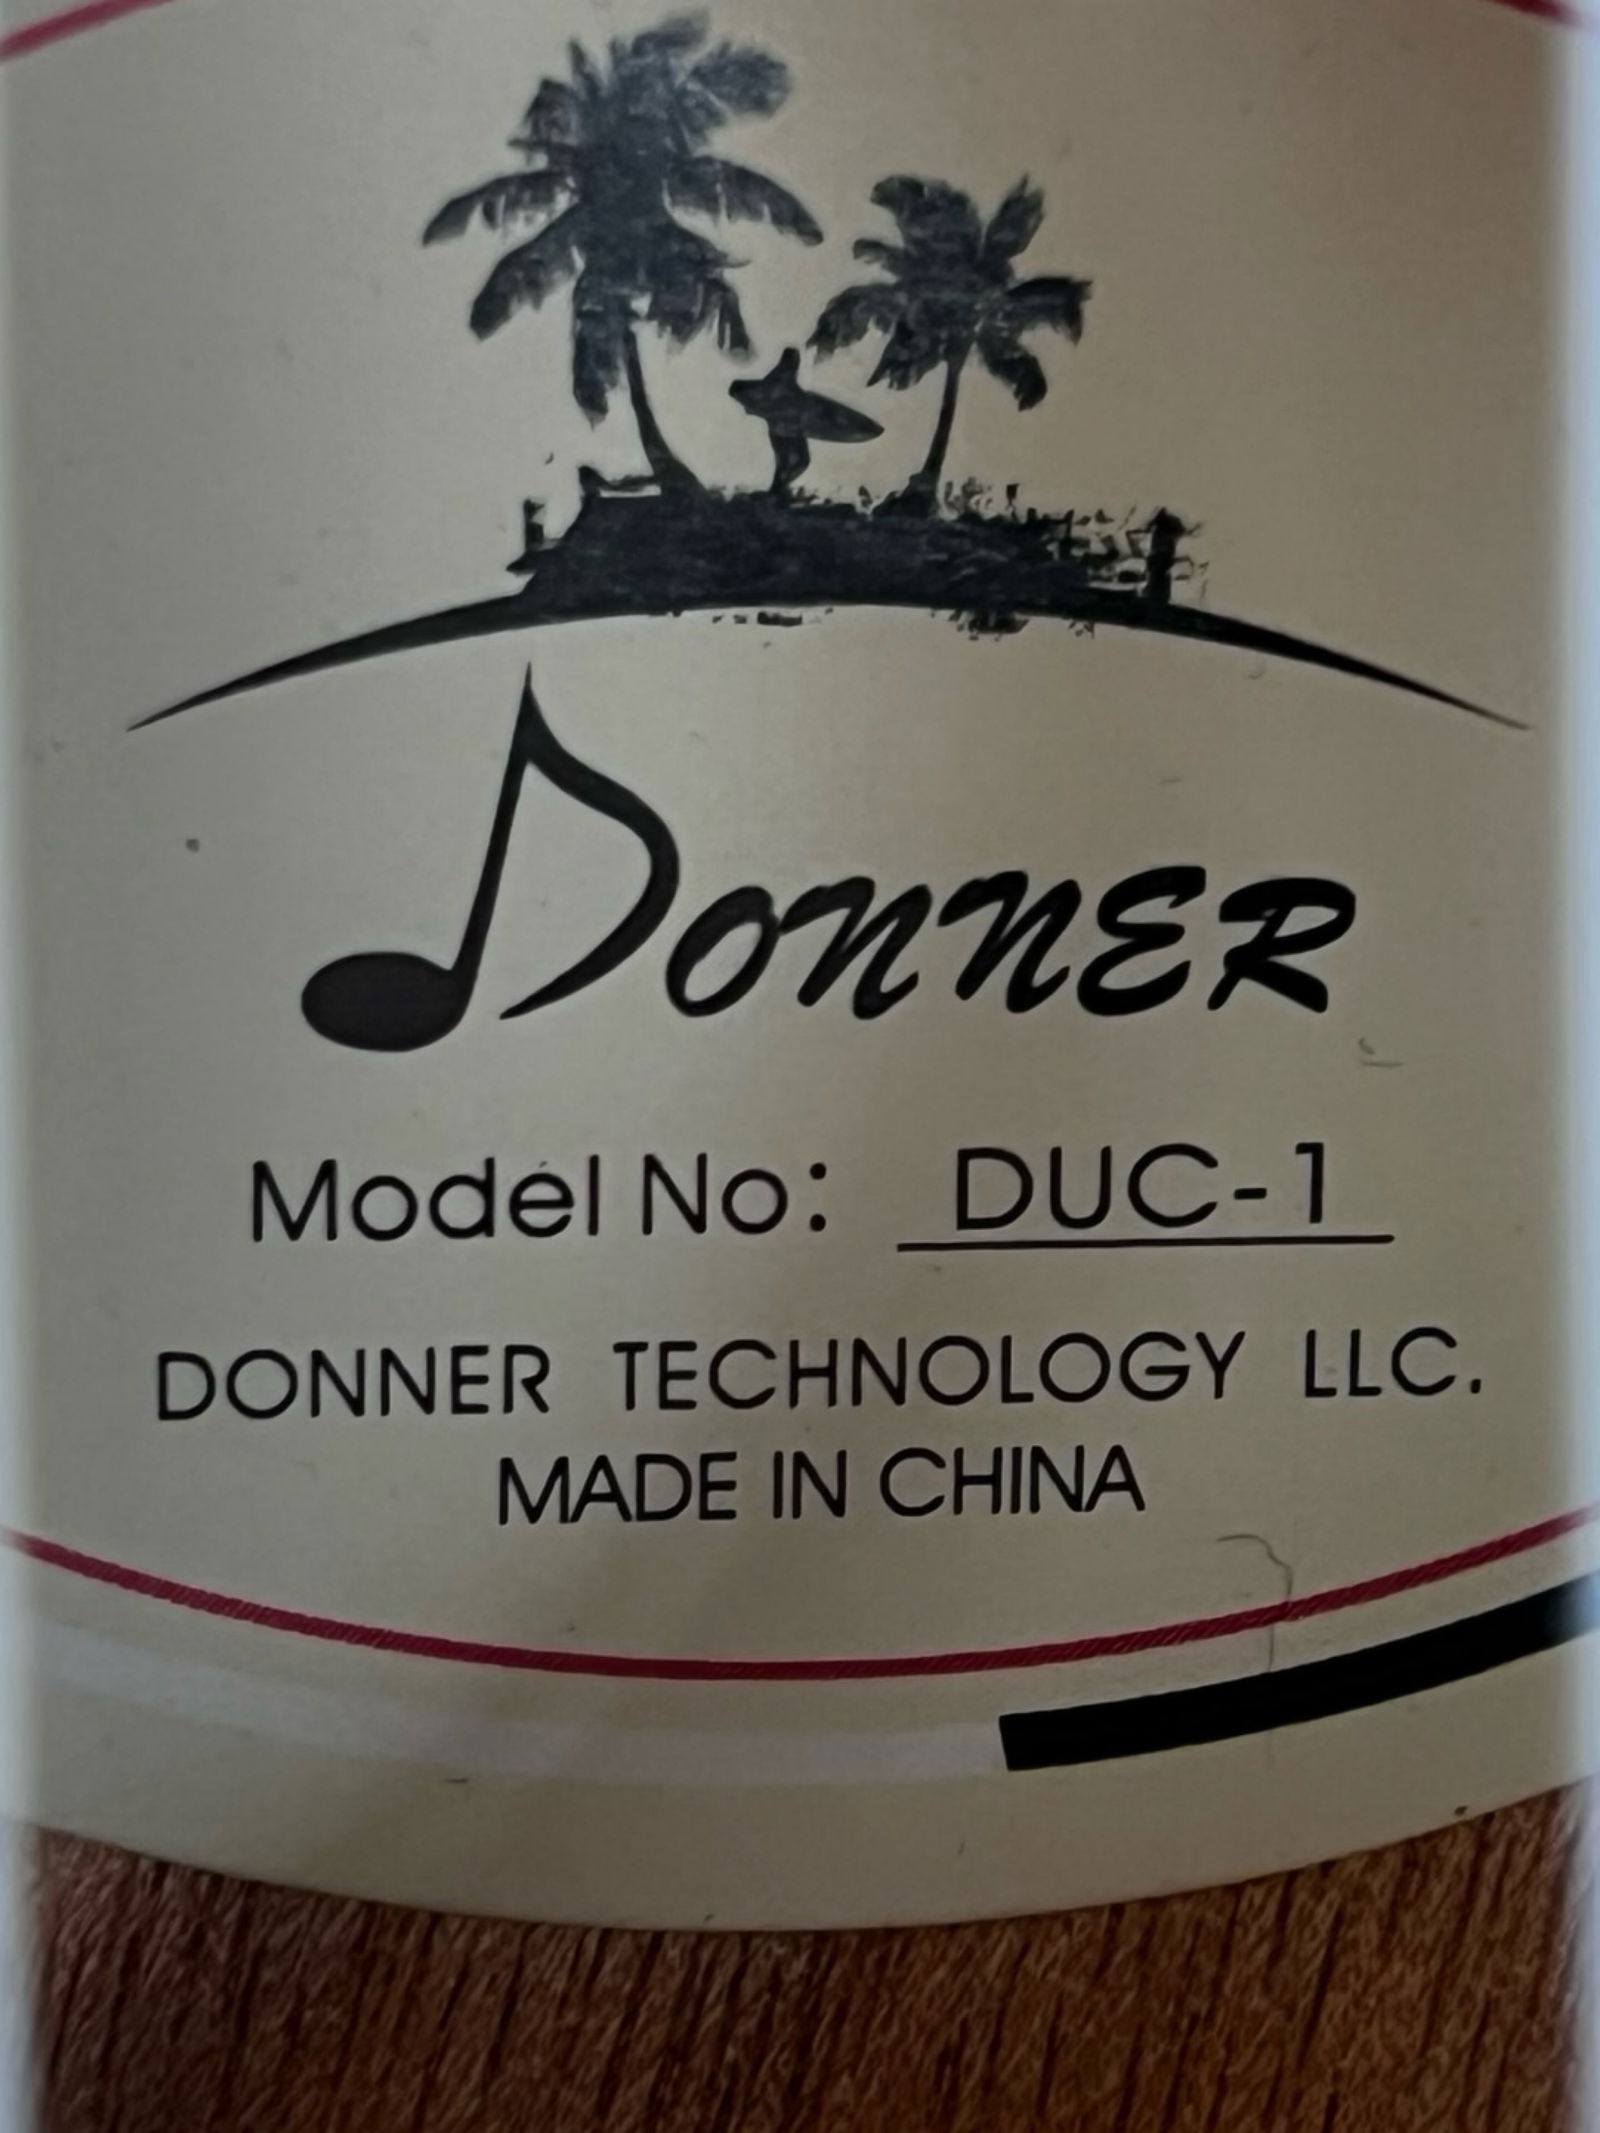 DONNER
Model No: DUC-1
DONNER TECHNOLOGY LLC.
MADE IN CHINA